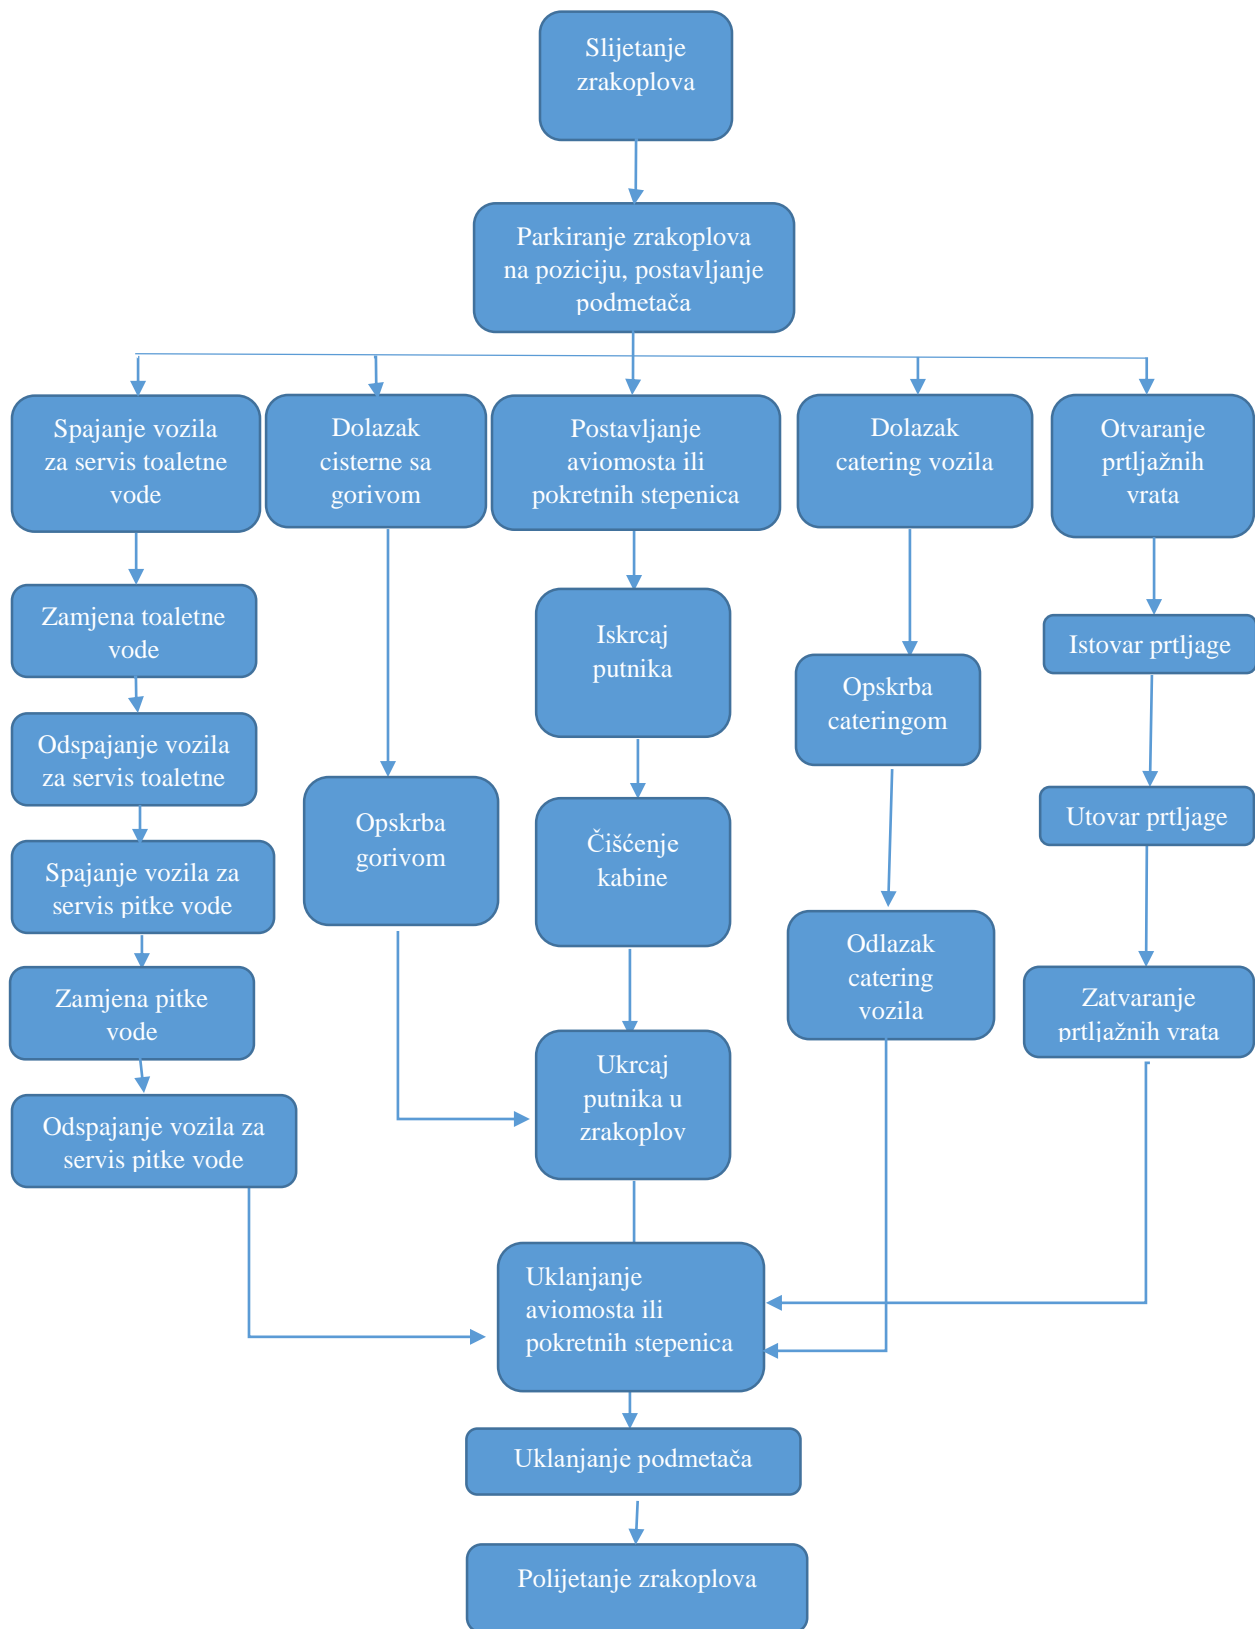 Slijetanje
zrakoplova
Parkiranje zrakoplova
na poziciju, postavljanje
podmetača
Spajanje vozila
za servis toaletne
vode
Dolazak
cisterne sa
gorivom
Postavljanje
aviomosta ili
pokretnih stepenica
Dolazak
catering vozila
Otvaranje
prtljažnih
vrata
Zamjena toaletne
vode
Iskrcaj
putnika
Istovar prtljage
Opskrba
cateringom
Odspajanje vozila
za servis toaletne
Opskrba
gorivom
Čišćenje
kabine
Utovar prtljage
Spajanje vozila za
servis pitke vode
Odlazak
catering
vozila
Zamjena pitke
vode
Zatvaranje
prtljažnih vrata
Ukrcaj
putnika u
zrakoplov
Odspajanje vozila za
servis pitke vode
Uklanjanje
aviomosta ili
pokretnih stepenica
Uklanjanje podmetača
Polijetanje zrakoplova